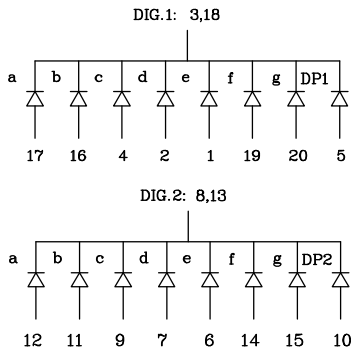 DIG.1: 3,18
a b c d e f g DP1
17 16 4 2 1 19 20 5
DIG.2: 8,13
a b c d e f g DP2
12 11 9 7 6 14 15 10